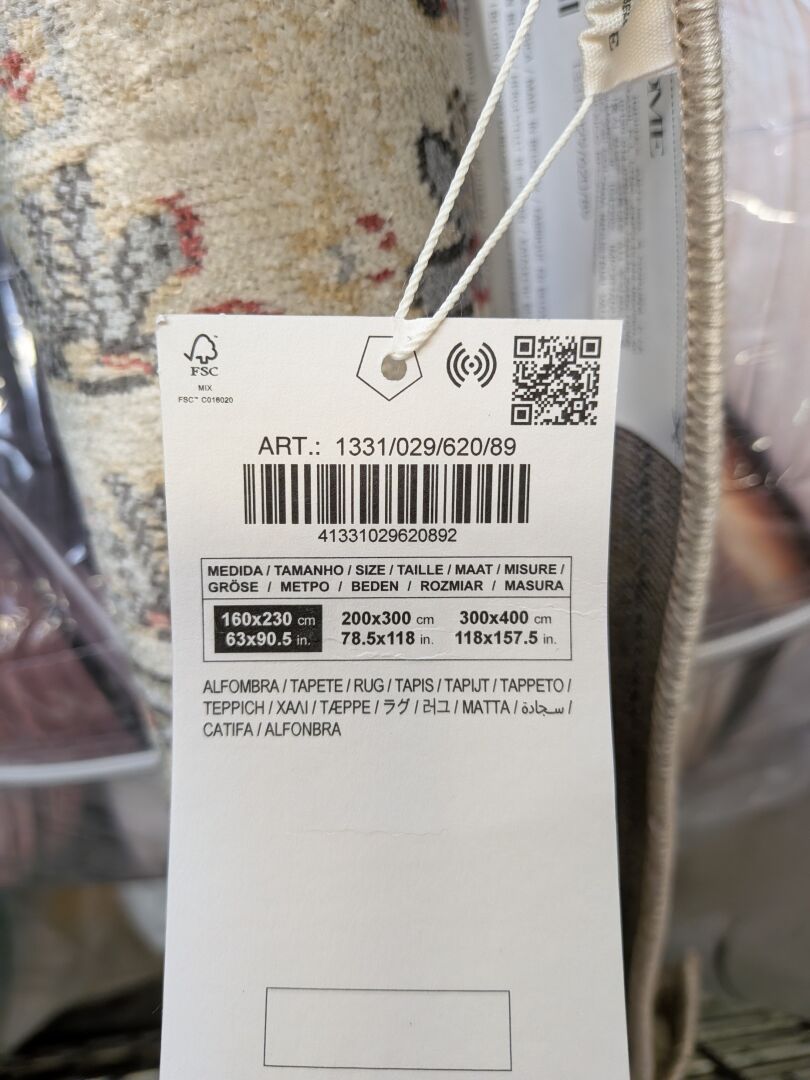 FSC
MIX
FSC™ C018020
ART.: 1331/029/620/89
41331029620892
MEDIDA / TAMANHO / SIZE / TAILLE / MAAT / MISURE /
GRÖSE / METPO / BEDEN / ROZMIAR / MASURA
160x230 cm 200x300 cm 300x400 cm
63x90.5 in. 78.5x118 in. 118x157.5 in.
ALFOMBRA / TAPETE / RUG / TAPIS / TAPIJT / TAPPETO /
TEPPICH / ΧΑΛΙ / TÆPPE / ラグ / 러그 / MATTA / سجادة /
CATIFA / ALFONBRA